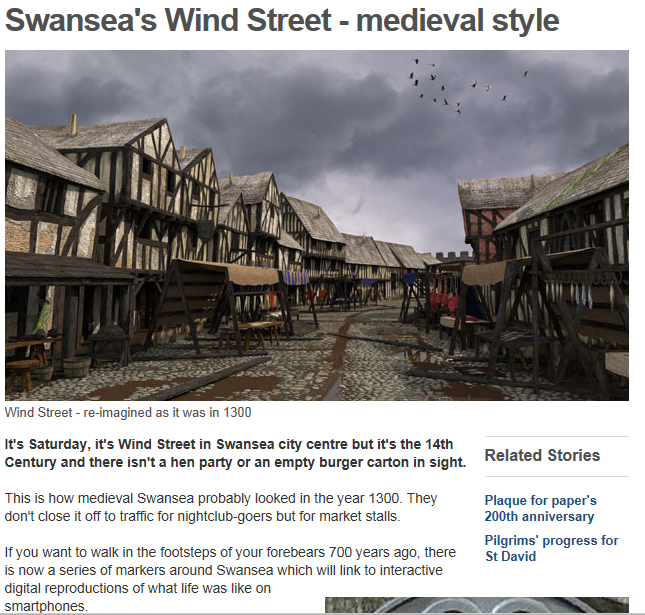 Swansea's Wind Street - medieval style
Wind Street - re-imagined as it was in 1300
It's Saturday, it's Wind Street in Swansea city centre but it's the 14th
Century and there isn't a hen party or an empty burger carton in sight.
This is how medieval Swansea probably looked in the year 1300. They
don't close it off to traffic for nightclub-goers but for market stalls.
If you want to walk in the footsteps of your forebears 700 years ago, there
is now a series of markers around Swansea which will link to interactive
digital reproductions of what life was like on
smartphones.
Related Stories
Plaque for paper's
200th anniversary
Pilgrims' progress for
St David